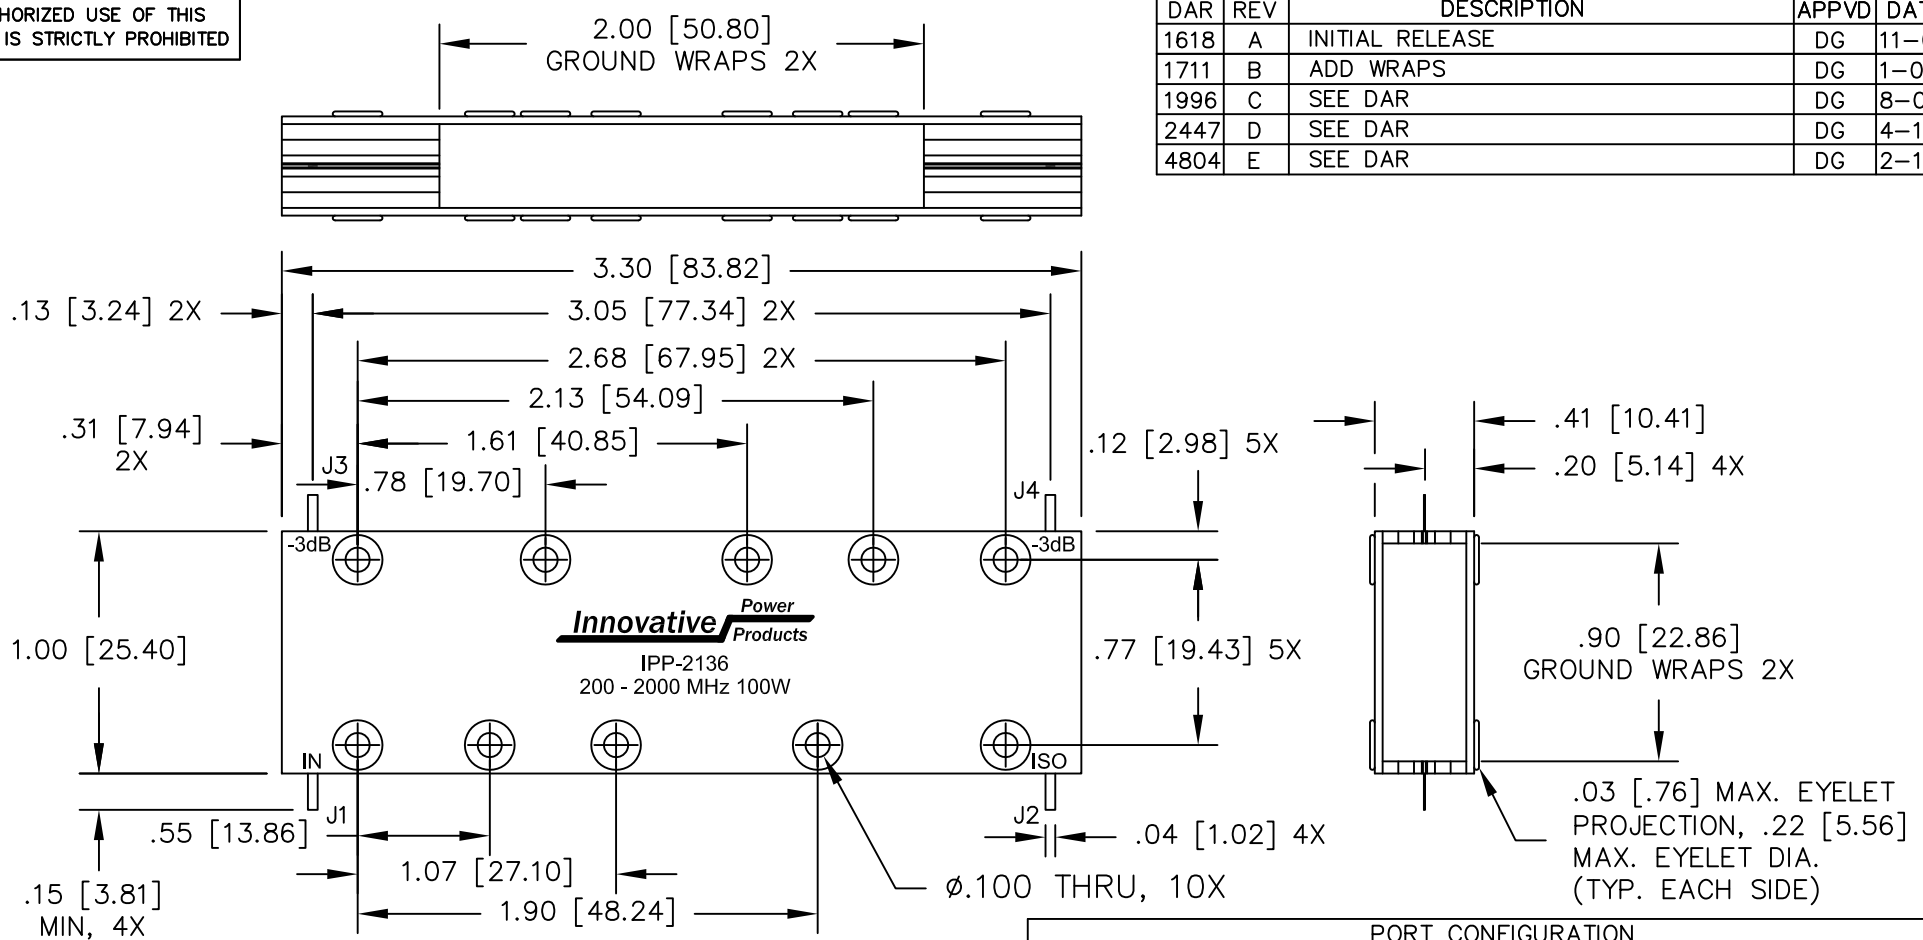 HORIZED USE OF THIS
IS STRICTLY PROHIBITED
DAR REV DESCRIPTION APPVD
1618 A INITIAL RELEASE DG
1711 B ADD WRAPS DG
1996 C SEE DAR DG
2447 D SEE DAR DG
4804 E SEE DAR DG
2.00 [50.80]
GROUND WRAPS 2X
3.30 [83.82]
.13 [3.24] 2X
3.05 [77.34] 2X
2.68 [67.95] 2X
2.13 [54.09]
.31 [7.94]
2X
1.61 [40.85]
.12 [2.98] 5X
.41 [10.41]
.20 [5.14] 4X
J3
.78 [19.70]
J4
-3dB
-3dB
Innovative Power
Products
IPP-2136
200 - 2000 MHz 100W
1.00 [25.40]
.77 [19.43] 5X
.90 [22.86]
GROUND WRAPS 2X
IN
ISO
J1
J2
.55 [13.86]
.04 [1.02] 4X
1.07 [27.10]
.15 [3.81]
MIN, 4X
1.90 [48.24]
ø.100 THRU, 10X
.03 [.76] MAX. EYELET
PROJECTION, .22 [5.56]
MAX. EYELET DIA.
(TYP. EACH SIDE)
PORT CONFIGURATION